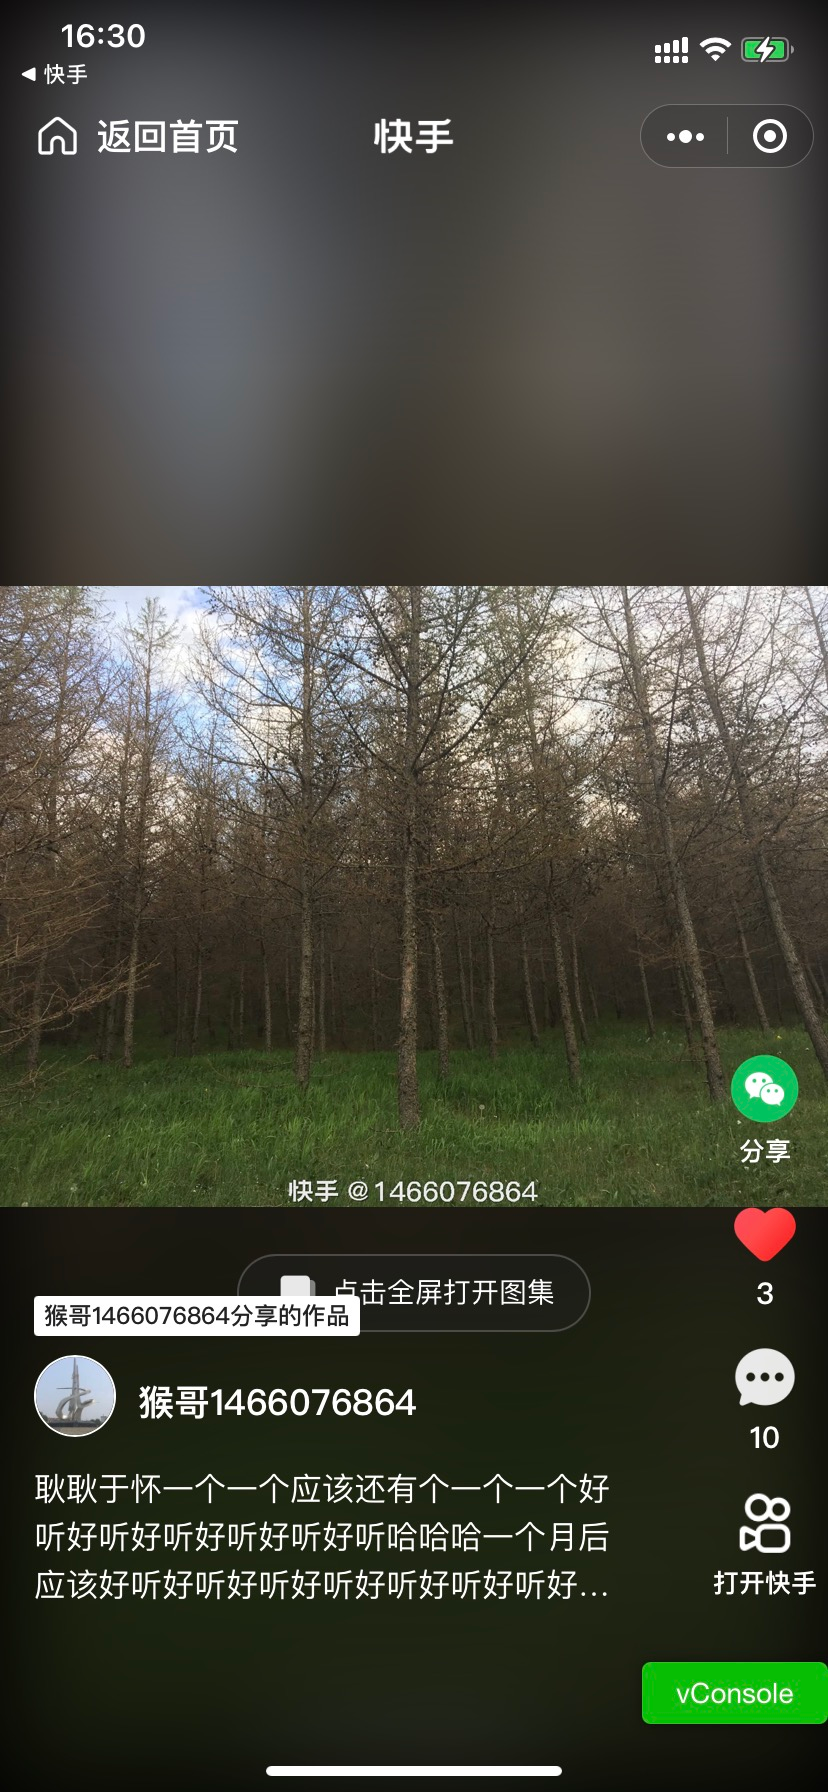 16:30
◀ 快手
返回首页
快手
快手 @1466076864
分享
3
点击全屏打开图集
猴哥1466076864分享的作品
猴哥1466076864
10
耿耿于怀一个一个应该还有个一个一个好
听好听好听好听好听好听哈哈哈一个月后
应该好听好听好听好听好听好听好听好...
打开快手
vConsole